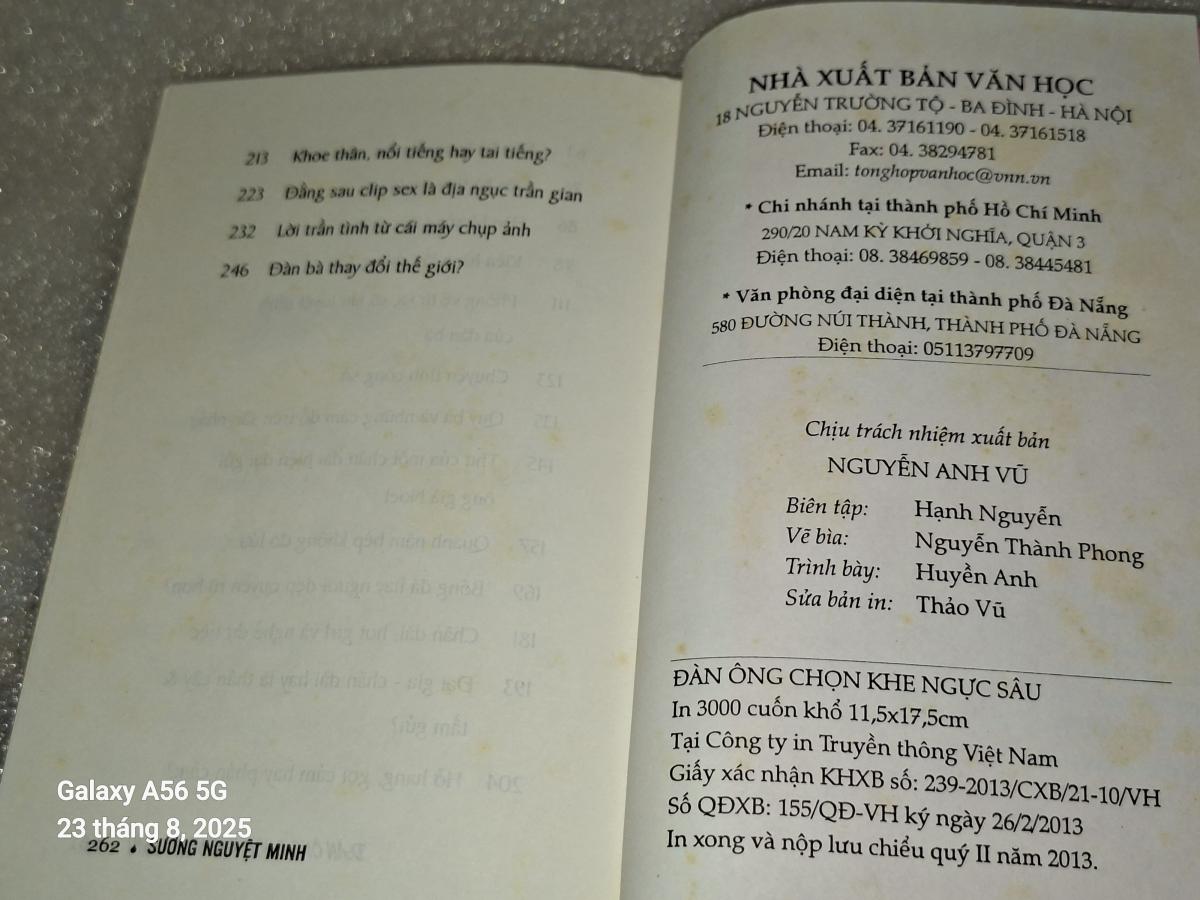 213 Khoe thân, nổi tiếng hay tai tiếng?
223 Đằng sau clip sex là địa ngục trần gian
232 Lời trần tình từ cái máy chụp ảnh
246 Đàn bà thay đổi thế giới?
Galaxy A56 5G
23 tháng 8, 2025
262 • SƯƠNG NGUYỆT MINH
NHÀ XUẤT BẢN VĂN HỌC
18 NGUYỄN TRƯỜNG TỘ - BA ĐÌNH - HÀ NỘI
Điện thoại: 04. 37161190 - 04. 37161518
Fax: 04. 38294781
Email: tonghopvanhoc@vnn.vn
* Chi nhánh tại thành phố Hồ Chí Minh
290/20 NAM KỲ KHỞI NGHĨA, QUẬN 3
Điện thoại: 08. 38469859 - 08. 38445481
* Văn phòng đại diện tại thành phố Đà Nẵng
580 ĐƯỜNG NÚI THÀNH, THÀNH PHỐ ĐÀ NẴNG
Điện thoại: 05113797709
Chịu trách nhiệm xuất bản
NGUYỄN ANH VŨ
Biên tập: Hạnh Nguyễn
Vẽ bìa: Nguyễn Thành Phong
Trình bày: Huyền Anh
Sửa bản in: Thảo Vũ
ĐÀN ÔNG CHỌN KHE NGỰC SÂU
In 3000 cuốn khổ 11,5x17,5cm
Tại Công ty in Truyền thông Việt Nam
Giấy xác nhận KHXB số: 239-2013/CXB/21-10/VH
Số QĐXB: 155/QĐ-VH ký ngày 26/2/2013
In xong và nộp lưu chiểu quý II năm 2013.